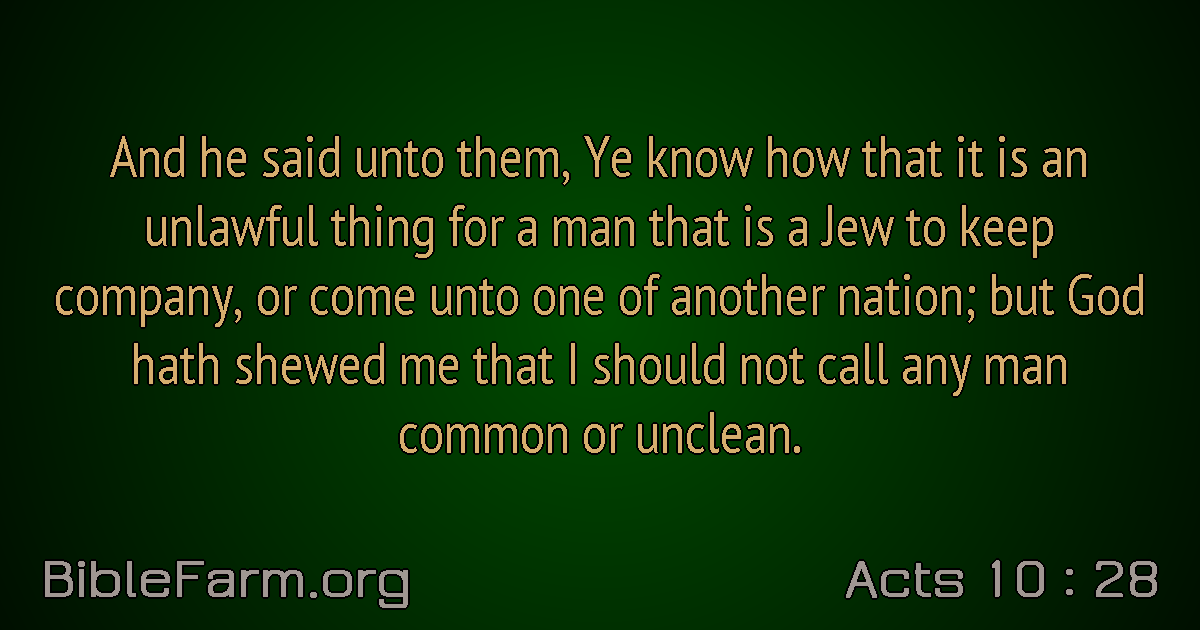 And he said unto them, Ye know how that it is an
unlawful thing for a man that is a Jew to keep
company, or come unto one of another nation; but God
hath shewed me that I should not call any man
common or unclean.
BibleFarm.org
Acts 10 : 28